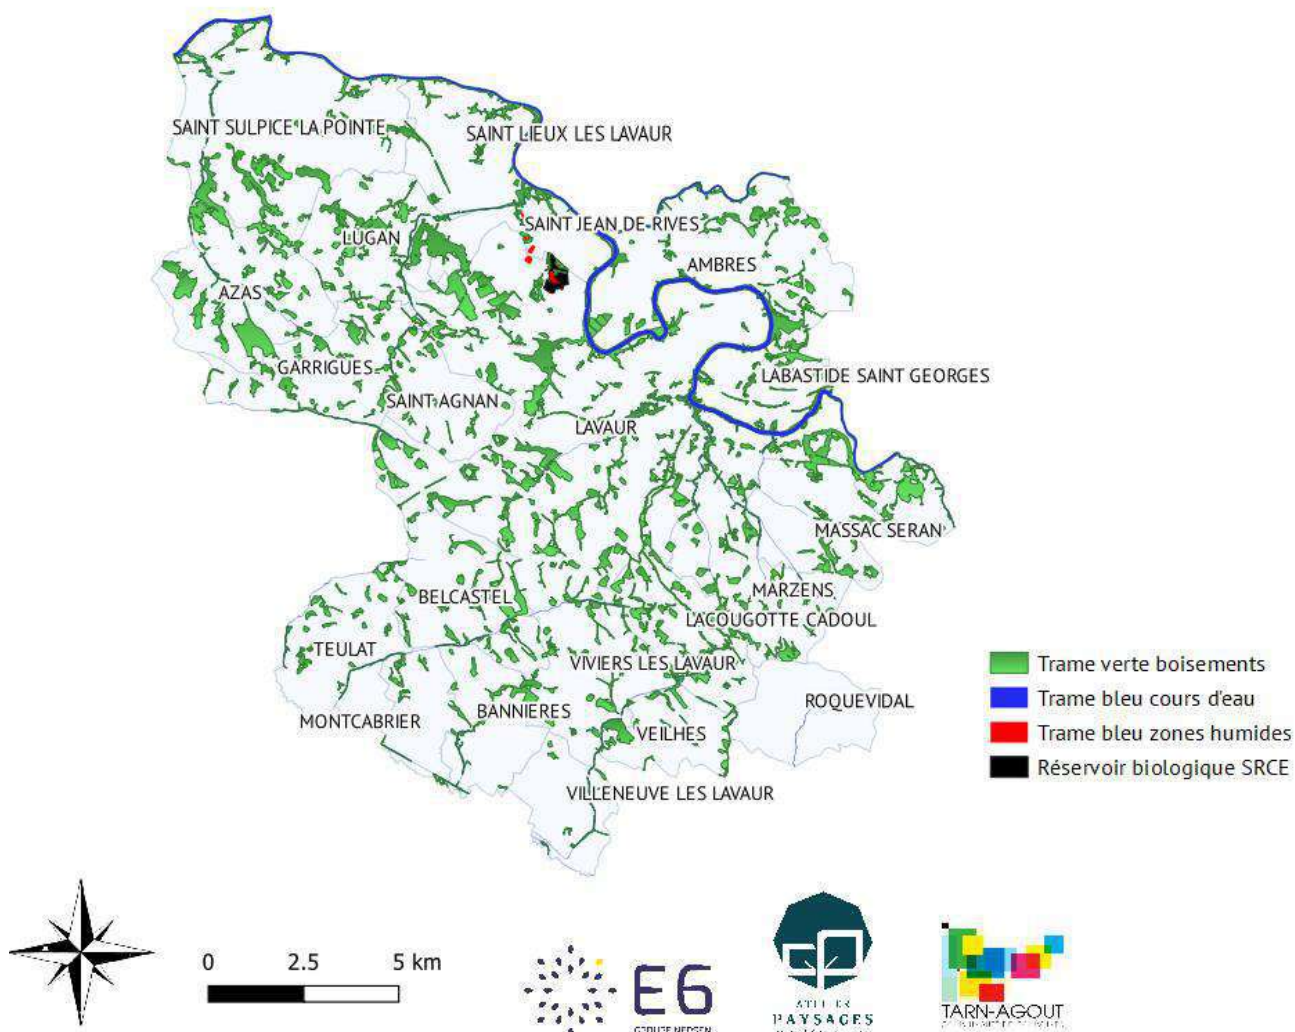 SAINT SULPICE LA POINTE
SAINT LIEUX LES LAVAUR
SAINT JEAN DE RIVES
LUGAN
AMBRES
AZAS
GARRIGUES
LABASTIDE SAINT GEORGES
SAINT AGNAN
LAVAUR
MASSAC SERAN
MARZENS
BELCASTEL
LACOUGOTTE CADOUL
TEULAT
VIVIERS LES LAVAUR
ROQUEVIDAL
MONTCABRIER
BANNIERES
VEILHES
VILLENEUVE LES LAVAUR
Trame verte boisements
Trame bleu cours d'eau
Trame bleu zones humides
Réservoir biologique SRCE
0 2.5 5 km
E6
ATELIER
PAYSAGES
TARN-AGOUT